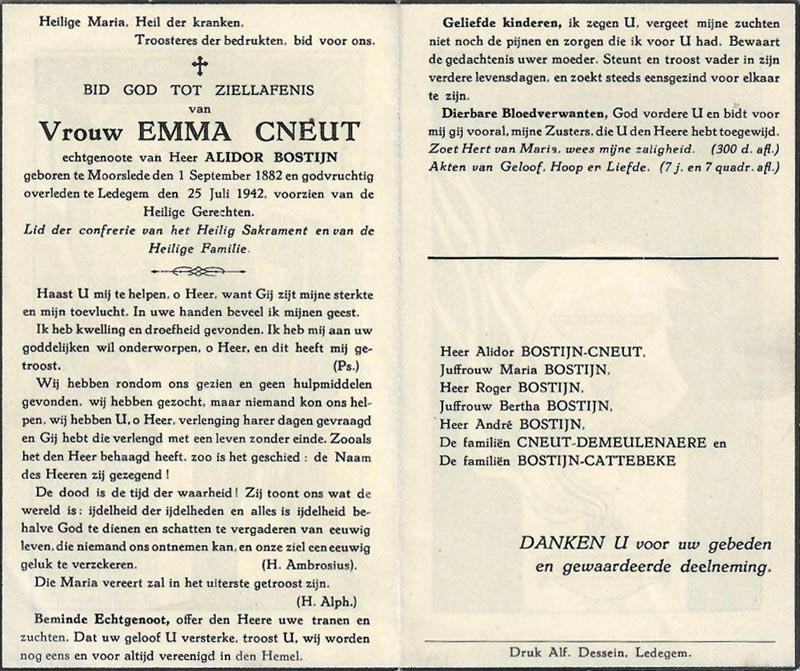 Heilige Maria, Heil der kranken,
Troosteres der bedrukten, bid voor ons.
BID GOD TOT ZIELLAFENIS
van
Vrouw EMMA CNEUT
echtgenoote van Heer ALIDOR BOSTIJN
geboren te Moorslede den 1 September 1882 en godvruchtig
overleden te Ledegem den 25 Juli 1942, voorzien van de
Heilige Gerechten.
Lid der confrerie van het Heilig Sakrament en van de
Heilige Familie.
Haast U mij te helpen, o Heer, want Gij zijt mijne sterkte
en mijn toevlucht. In uwe handen beveel ik mijnen geest.
Ik heb kwelling en droefheid gevonden. Ik heb mij aan uw
goddelijken wil onderworpen, o Heer, en dit heeft mij ge-
troost. (Ps.)
Wij hebben rondom ons gezien en geen hulpmiddelen
gevonden, wij hebben gezocht, maar niemand kon ons hel-
pen, wij hebben U, o Heer, verlenging harer dagen gevraagd
en Gij hebt die verlengd met een leven zonder einde. Zooals
het den Heer behaagd heeft, zoo is het geschied : de Naam
des Heeren zij gezegend !
De dood is de tijd der waarheid ! Zij toont ons wat de
wereld is : ijdelheid der ijdelheden en alles is ijdelheid be-
halve God te dienen en schatten te vergaderen van eeuwig
leven, die niemand ons ontnemen kan, en onze ziel een eeuwig
geluk te verzekeren. (H. Ambrosius).
Die Maria vereert zal in het uiterste getroost zijn.
(H. Alph.)
Beminde Echtgenoot, offer den Heere uwe tranen en
zuchten. Dat uw geloof U versterke, troost U, wij worden
nog eens en voor altijd vereenigd in den Hemel.
Geliefde kinderen, ik zegen U, vergeet mijne zuchten
niet noch de pijnen en zorgen die ik voor U had. Bewaart
de gedachtenis uwer moeder. Steunt en troost vader in zijn
verdere levensdagen, en zoekt steeds eensgezind voor elkaar
te zijn.
Dierbare Bloedverwanten, God vordere U en bidt voor
mij gij vooral, mijne Zusters, die U den Heere hebt toegewijd.
Zoet Hert van Maria, wees mijne zaligheid. (300 d. afl.)
Akten van Geloof, Hoop en Liefde. (7 j. en 7 quadr. afl.)
Heer Alidor BOSTIJN-CNEUT,
Juffrouw Maria BOSTIJN,
Heer Roger BOSTIJN,
Juffrouw Bertha BOSTIJN,
Heer André BOSTIJN,
De familiën CNEUT-DEMEULENAERE en
De familiën BOSTIJN-CATTEBEKE
DANKEN U voor uw gebeden
en gewaardeerde deelneming.
Druk Alf. Dessein, Ledegem.